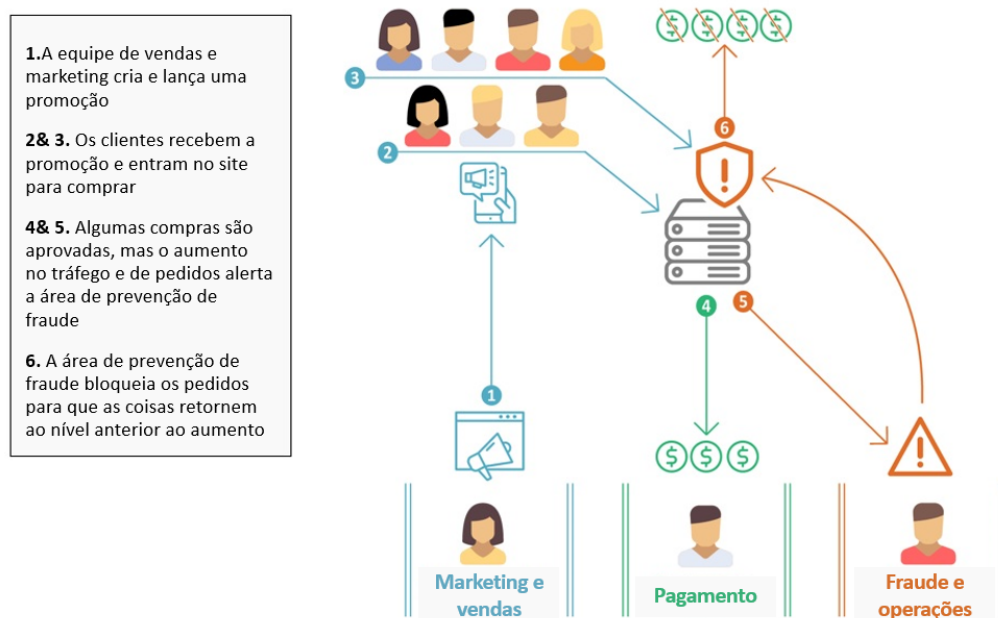 1.A equipe de vendas e
marketing cria e lança uma
promoção
2& 3. Os clientes recebem a
promoção e entram no site
para comprar
4& 5. Algumas compras são
aprovadas, mas o aumento
no tráfego e de pedidos alerta
a área de prevenção de
fraude
6. A área de prevenção de
fraude bloqueia os pedidos
para que as coisas retornem
ao nível anterior ao aumento
$ $ $ $
3
6
2
4
5
1
$ $ $
Marketing e
vendas
Pagamento
Fraude e
operações